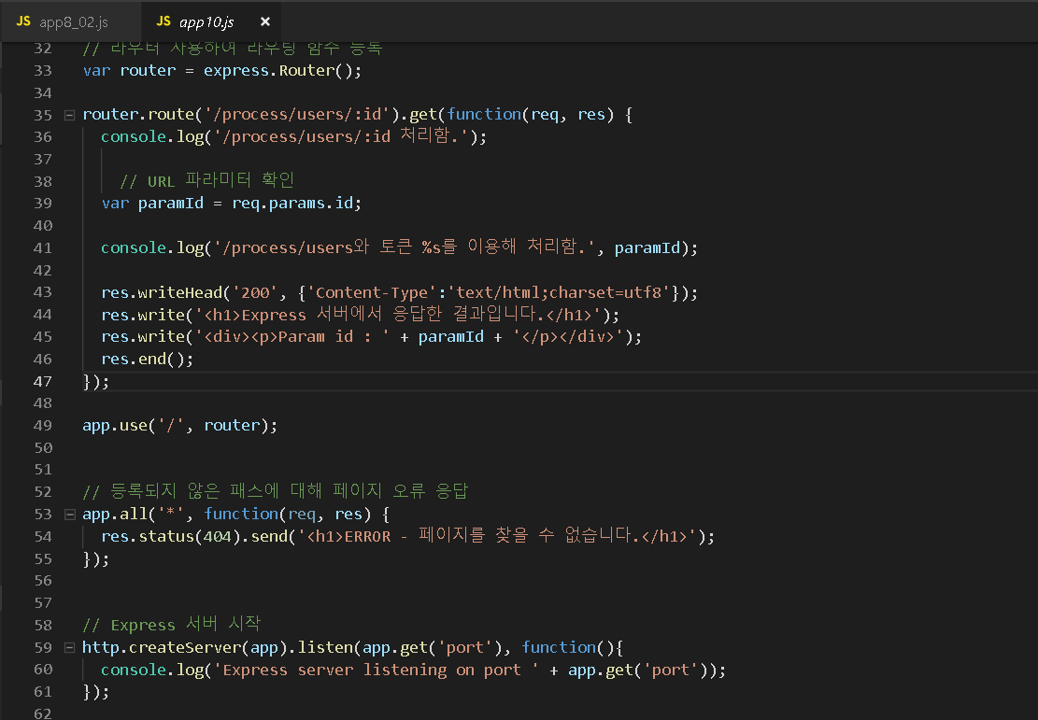 JS app8_02.js JS app10.js ×
32 // 라우터 사용하여 라우팅 함수 등록
33 var router = express.Router();
34
35 router.route('/process/users/:id').get(function(req, res) {
36 console.log('/process/users/:id 처리함.');
37
38 // URL 파라미터 확인
39 var paramId = req.params.id;
40
41 console.log('/process/users와 토큰 %s를 이용해 처리함.', paramId);
42
43 res.writeHead('200', {'Content-Type':'text/html;charset=utf8'});
44 res.write('<h1>Express 서버에서 응답한 결과입니다.</h1>');
45 res.write('<div><p>Param id : ' + paramId + '</p></div>');
46 res.end();
47 });
48
49 app.use('/', router);
50
51
52 // 등록되지 않은 패스에 대해 페이지 오류 응답
53 app.all('*', function(req, res) {
54 res.status(404).send('<h1>ERROR - 페이지를 찾을 수 없습니다.</h1>');
55 });
56
57
58 // Express 서버 시작
59 http.createServer(app).listen(app.get('port'), function(){
60 console.log('Express server listening on port ' + app.get('port'));
61 });
62